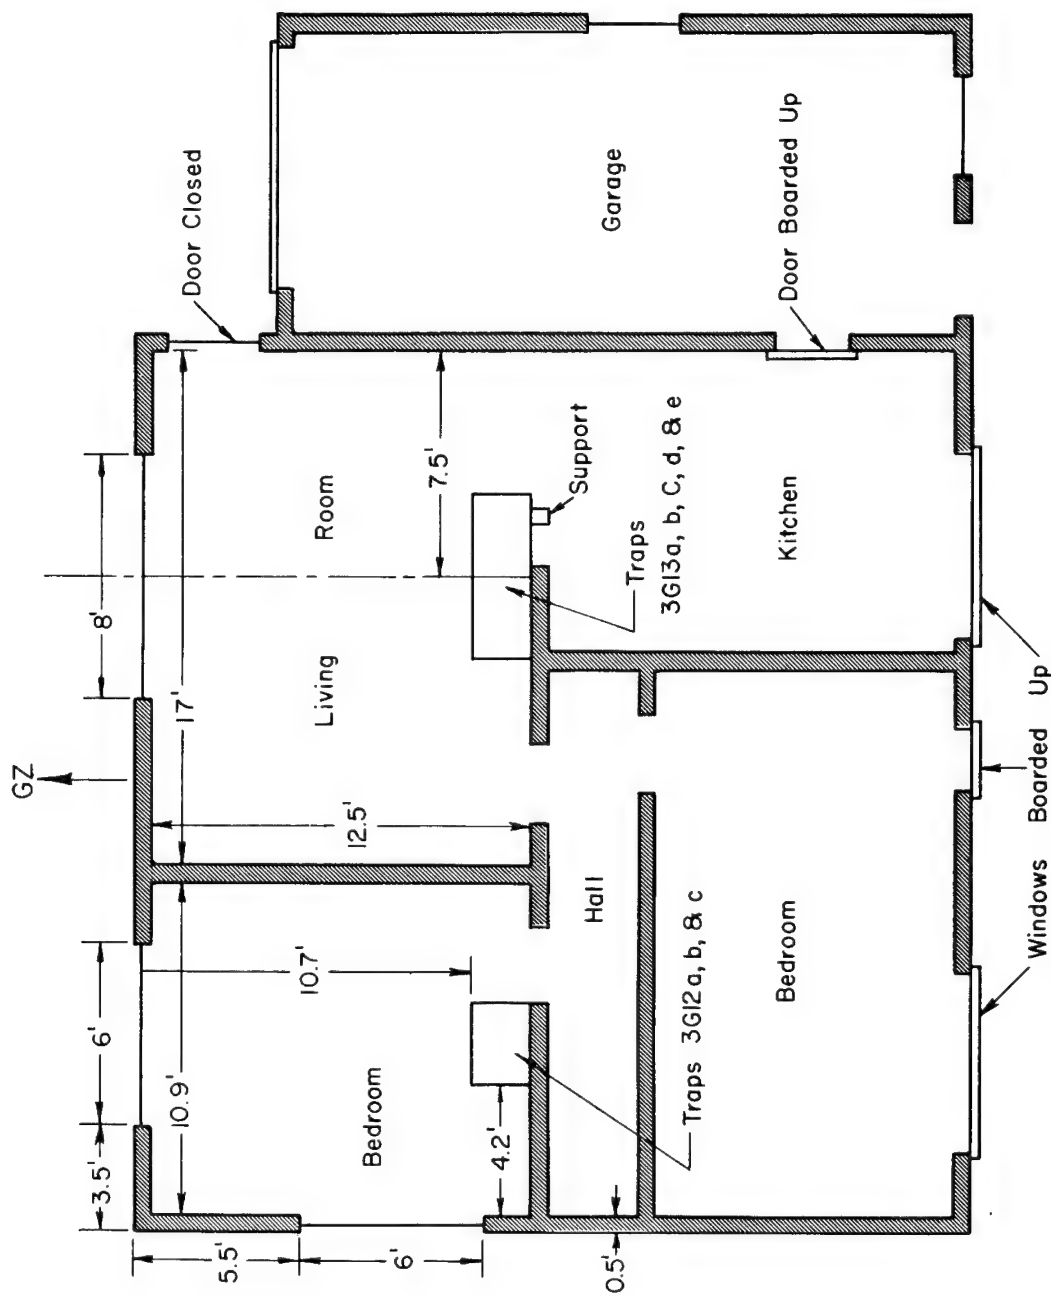 GZ
3.5'
6'
8'
10.9'
17'
5.5'
6'
0.5'
10.7'
12.5'
7.5'
4.2'
Bedroom
Living Room
Door Closed
Garage
Door Boarded Up
Support
Traps
3G13a, b, C, d, & e
Kitchen
Hall
Traps 3G12a, b, & c
Bedroom
Windows Boarded Up